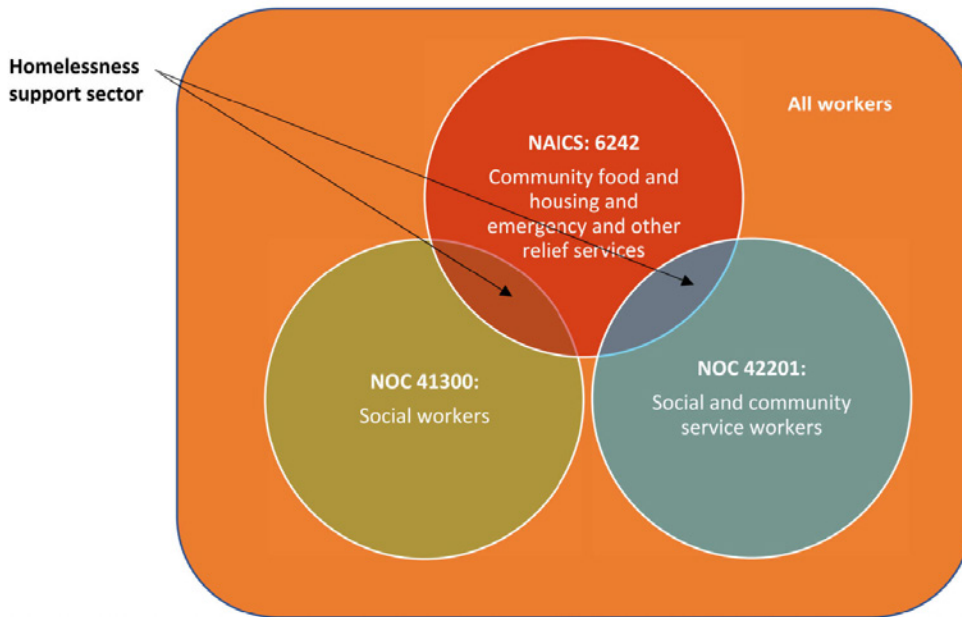 Homelessness
support sector
All workers
NAICS: 6242
Community food and
housing and
emergency and other
relief services
NOC 41300:
Social workers
NOC 42201:
Social and community
service workers